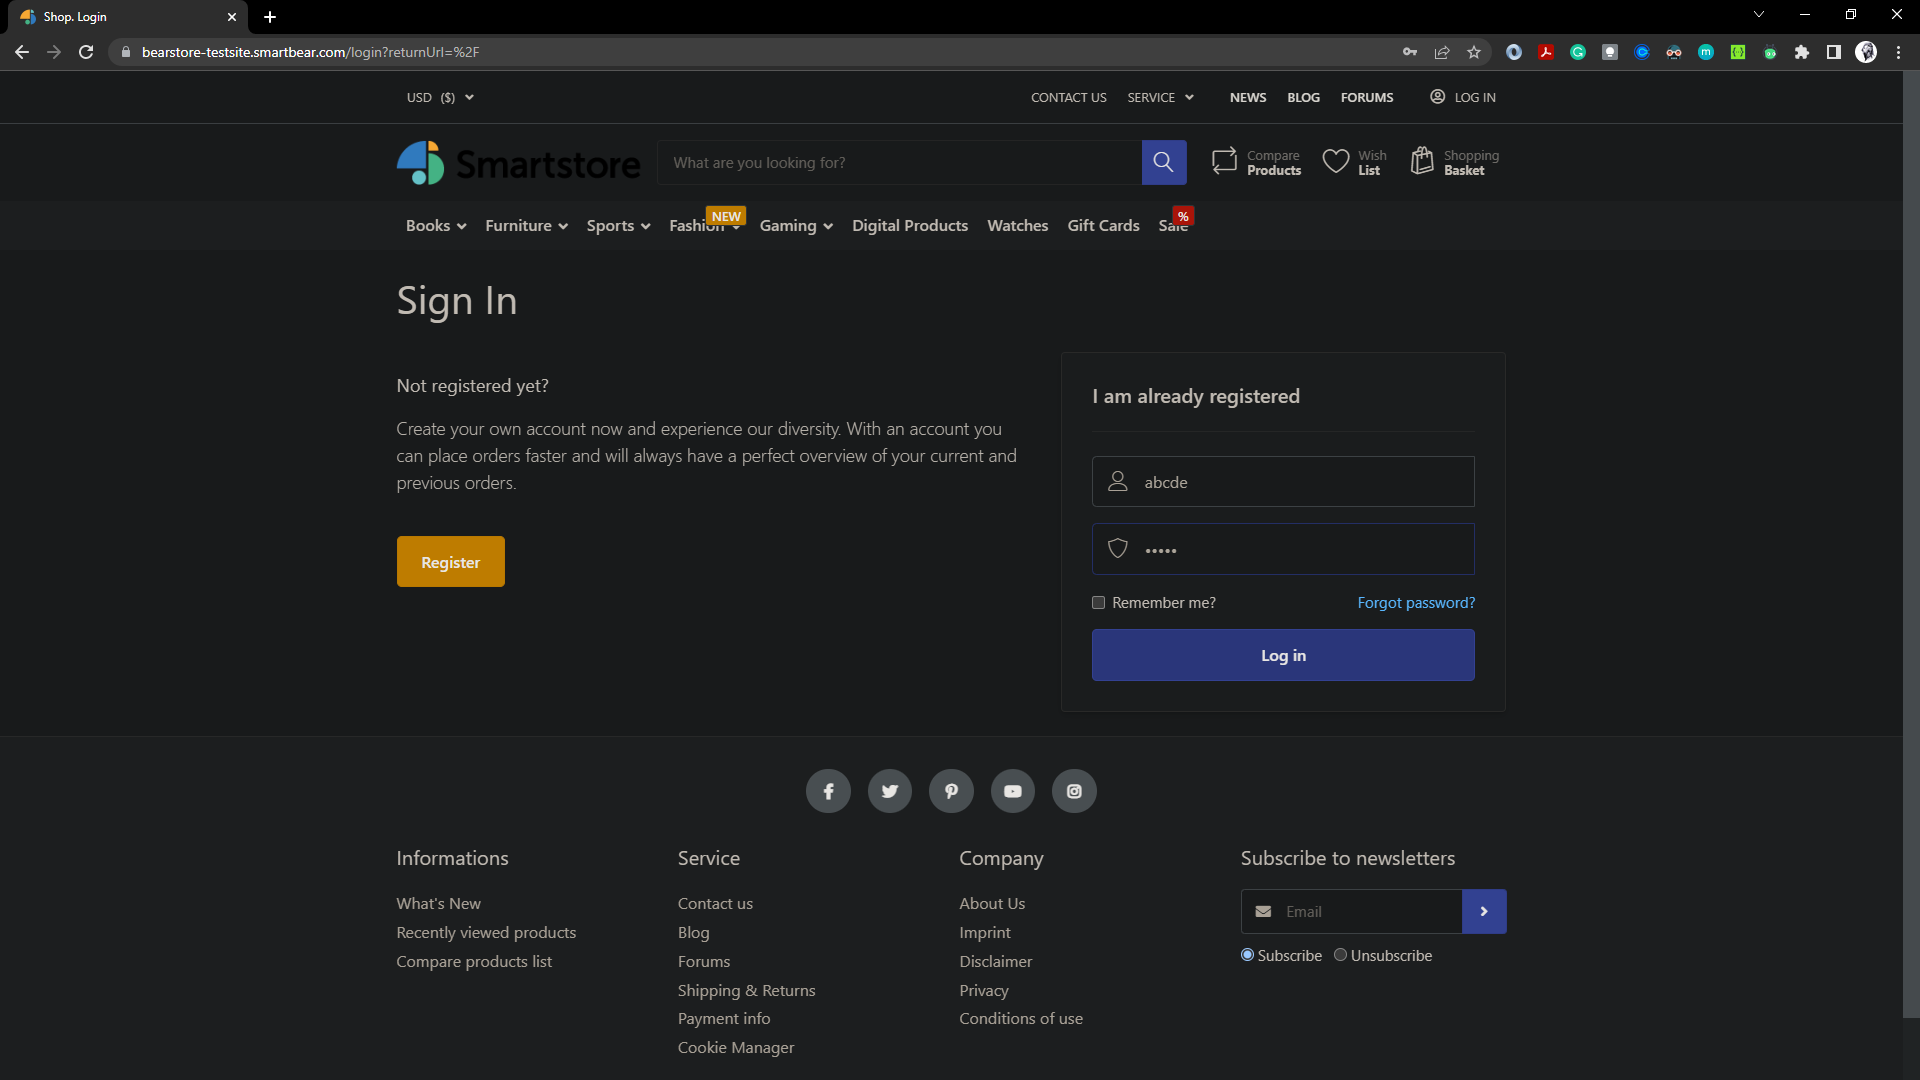 Shop. Login
bearstore-testsite.smartbear.com/login?returnUrl=%2F
USD ($)
CONTACT US
SERVICE
NEWS
BLOG
FORUMS
LOG IN
Smartstore
What are you looking for?
Compare
Products
Wish
List
Shopping
Basket
Books
Furniture
Sports
Fashion
NEW
Gaming
Digital Products
Watches
Gift Cards
Sale
%
Sign In
Not registered yet?
Create your own account now and experience our diversity. With an account you
can place orders faster and will always have a perfect overview of your current and
previous orders.
Register
I am already registered
abcde
•••••
Remember me?
Forgot password?
Log in
Informations
What's New
Recently viewed products
Compare products list
Service
Contact us
Blog
Forums
Shipping & Returns
Payment info
Cookie Manager
Company
About Us
Imprint
Disclaimer
Privacy
Conditions of use
Subscribe to newsletters
Email
Subscribe
Unsubscribe